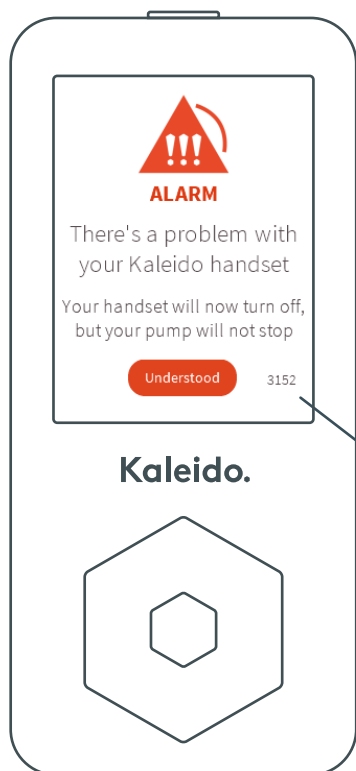 !!!
ALARM
There's a problem with
your Kaleido handset
Your handset will now turn off,
but your pump will not stop
Understood
3152
Kaleido.